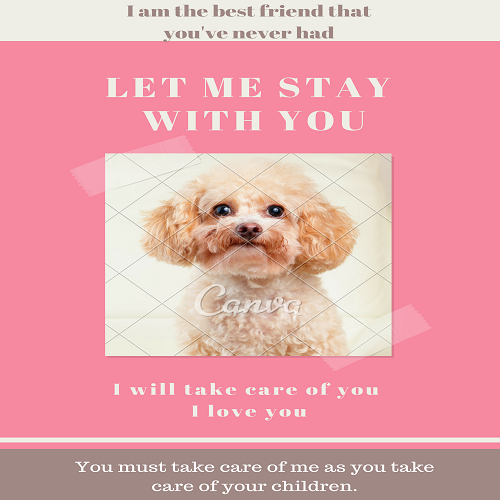 I am the best friend that
you've never had
LET ME STAY
WITH YOU
Canva
I will take care of you
I love you
You must take care of me as you take
care of your children.